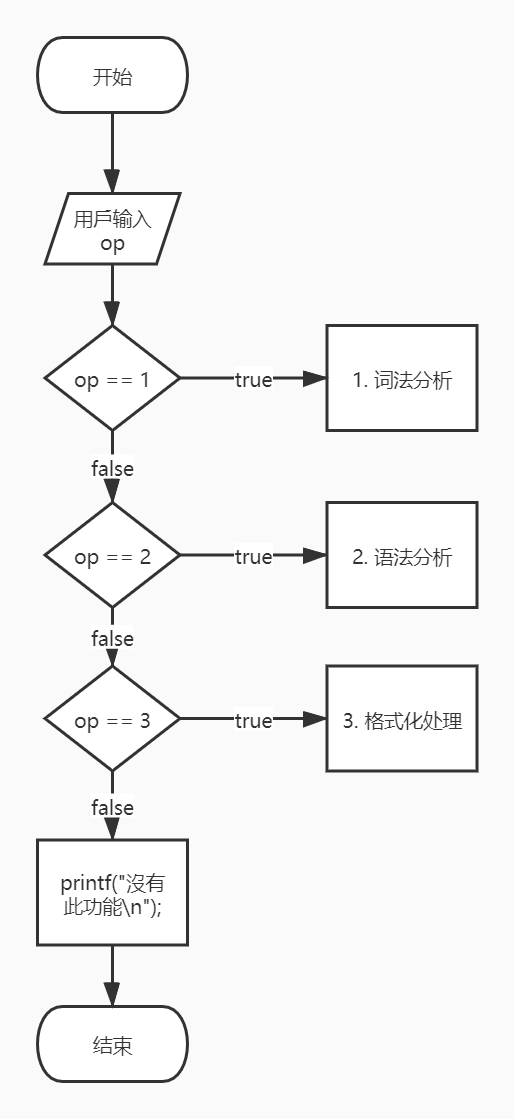 开始
用戶输入
op
op == 1
true
1. 词法分析
false
op == 2
true
2. 语法分析
false
op == 3
true
3. 格式化处理
false
printf("沒有
此功能\n");
结束